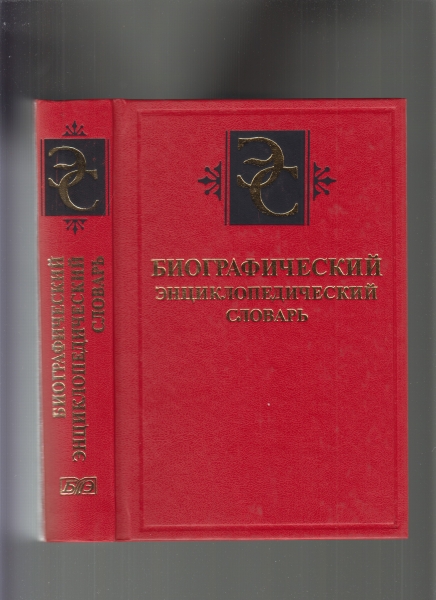 ЭС
БИОГРАФИЧЕСКИЙ
ЭНЦИКЛОПЕДИЧЕСКИЙ
СЛОВАРЬ
ЭС
БИОГРАФИЧЕСКИЙ
ЭНЦИКЛОПЕДИЧЕСКИЙ
СЛОВАРЬ
БРЭ